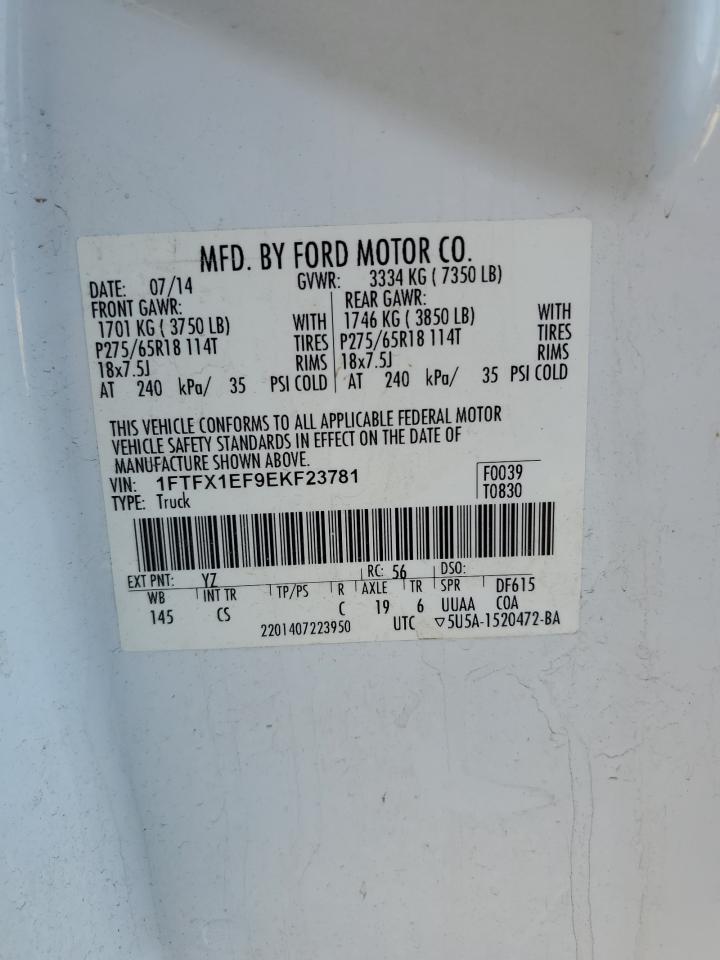 MFD. BY FORD MOTOR CO.
DATE: 07/14 GVWR: 3334 KG ( 7350 LB)
FRONT GAWR: REAR GAWR:
1701 KG ( 3750 LB) WITH 1746 KG ( 3850 LB) WITH
P275/65R18 114T TIRES P275/65R18 114T TIRES
18x7.5J RIMS 18x7.5J RIMS
AT 240 kPa/ 35 PSI COLD AT 240 kPa/ 35 PSI COLD
THIS VEHICLE CONFORMS TO ALL APPLICABLE FEDERAL MOTOR
VEHICLE SAFETY STANDARDS IN EFFECT ON THE DATE OF
MANUFACTURE SHOWN ABOVE.
VIN: 1FTFX1EF9EKF23781 F0039
TYPE: Truck T0830
EXT PNT: YZ RC: 56 DSO:
WB INT TR TP/PS R AXLE TR SPR DF615
145 CS C 19 6 UUAA COA
2201407223950 UTC ▽5U5A-1520472-BA